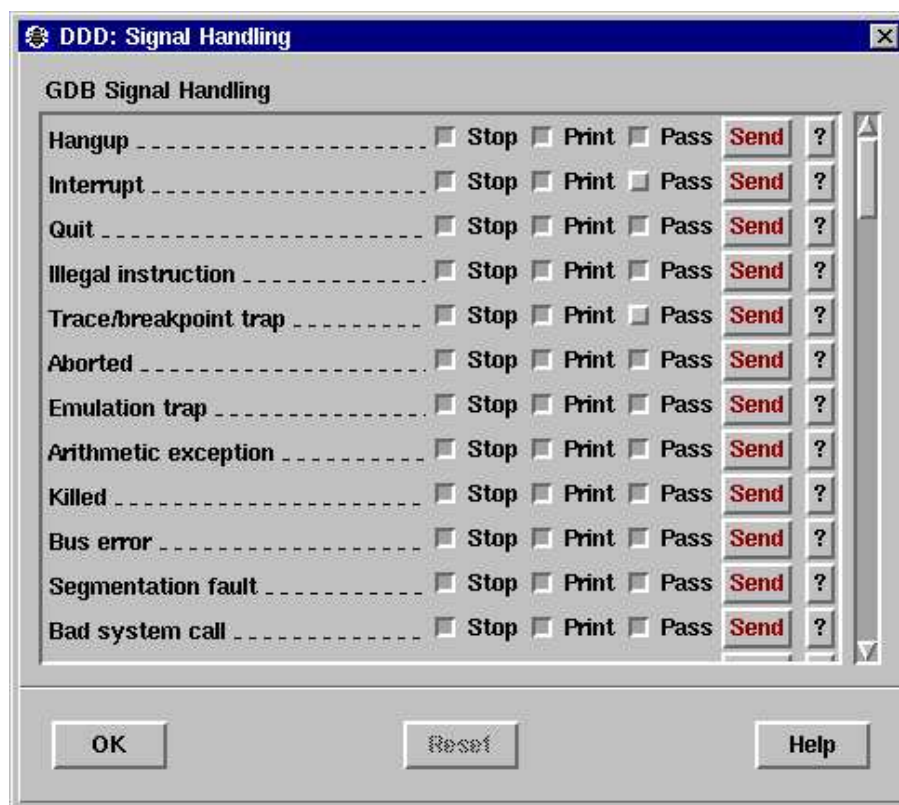 DDD: Signal Handling
GDB Signal Handling
Hangup Stop Print Pass Send ?
Interrupt Stop Print Pass Send ?
Quit Stop Print Pass Send ?
Illegal instruction Stop Print Pass Send ?
Trace/breakpoint trap Stop Print Pass Send ?
Aborted Stop Print Pass Send ?
Emulation trap Stop Print Pass Send ?
Arithmetic exception Stop Print Pass Send ?
Killed Stop Print Pass Send ?
Bus error Stop Print Pass Send ?
Segmentation fault Stop Print Pass Send ?
Bad system call Stop Print Pass Send ?
OK Reset Help